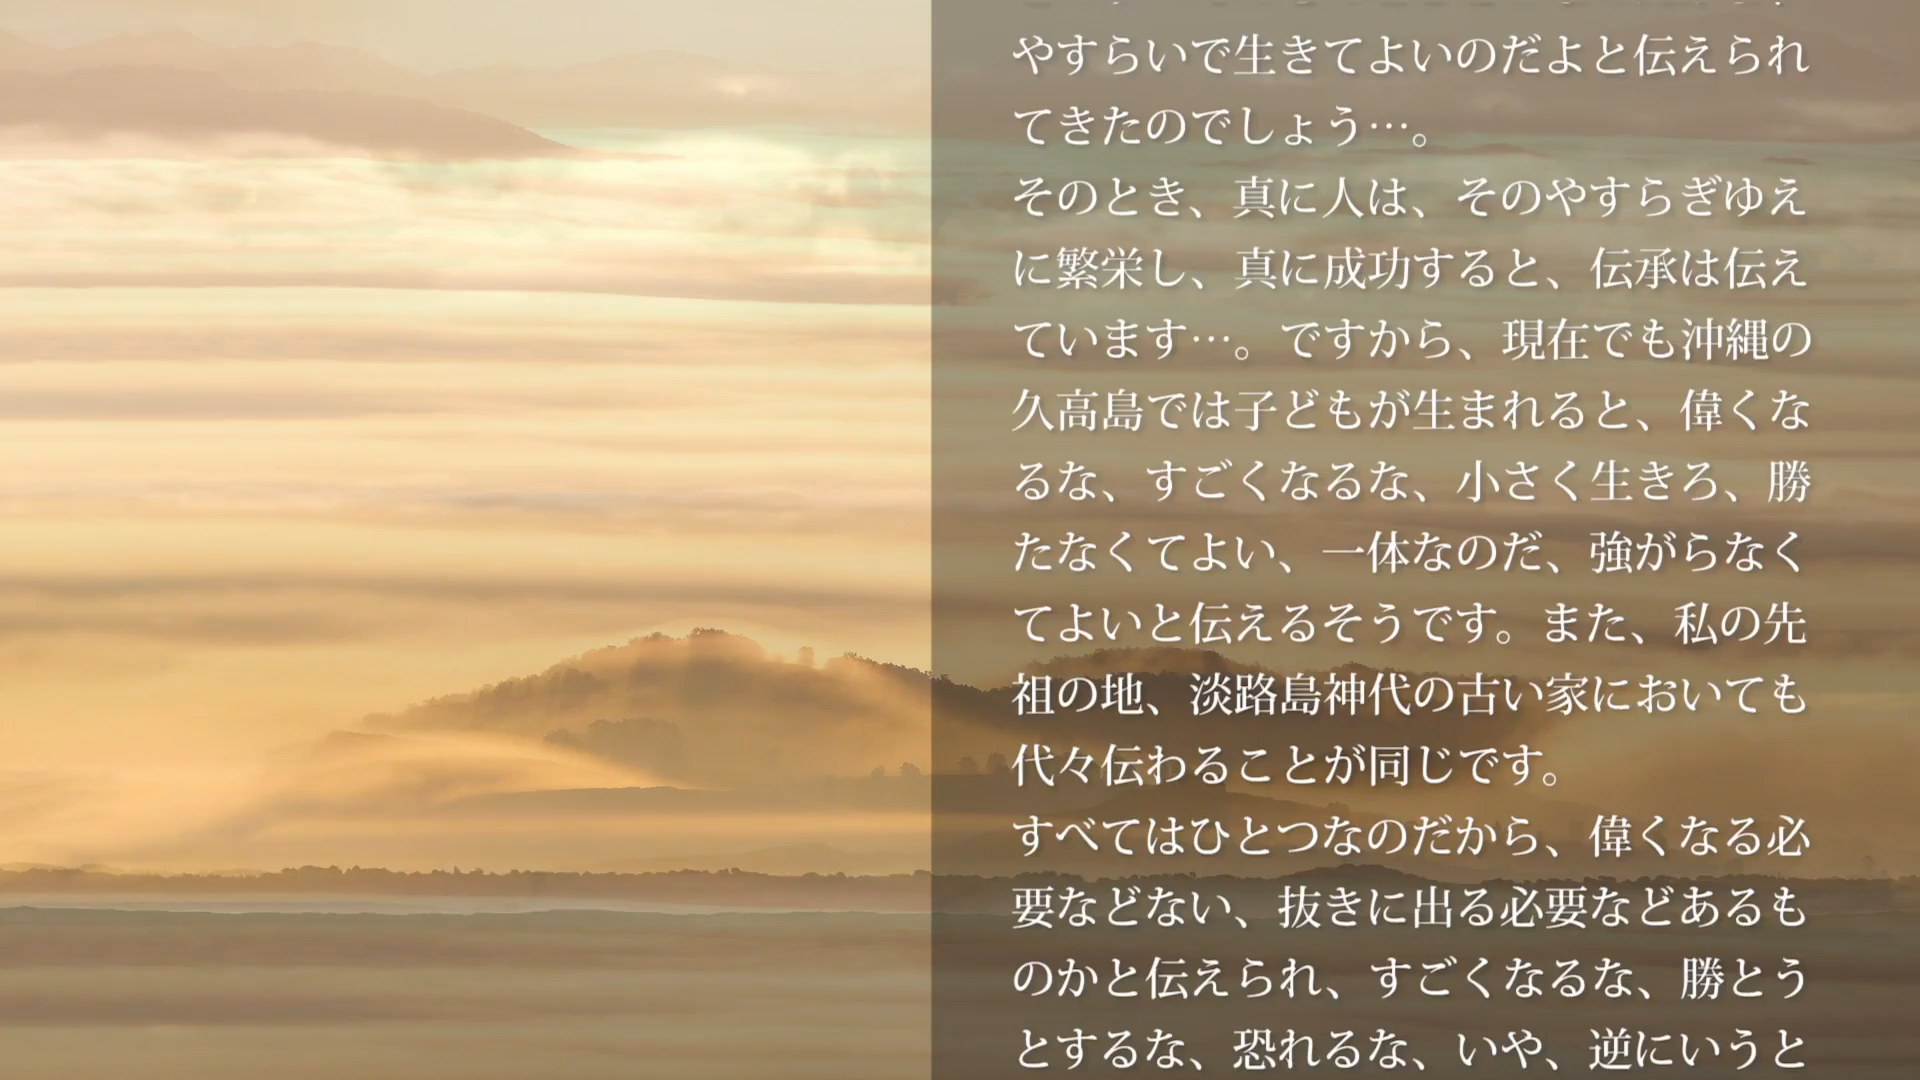 やすらいで生きてよいのだよと伝えられ
てきたのでしょう…。
そのとき、真に人は、そのやすらぎゆえ
に繁栄し、真に成功すると、伝承は伝え
ています…。ですから、現在でも沖縄の
久高島では子どもが生まれると、偉くな
るな、すごくなるな、小さく生きろ、勝
たなくてよい、一体なのだ、強がらなく
てよいと伝えるそうです。また、私の先
祖の地、淡路島神代の古い家においても
代々伝わることが同じです。
すべてはひとつなのだから、偉くなる必
要などない、抜きに出る必要などあるも
のかと伝えられ、すごくなるな、勝とう
とするな、恐れるな、いや、逆にいうと